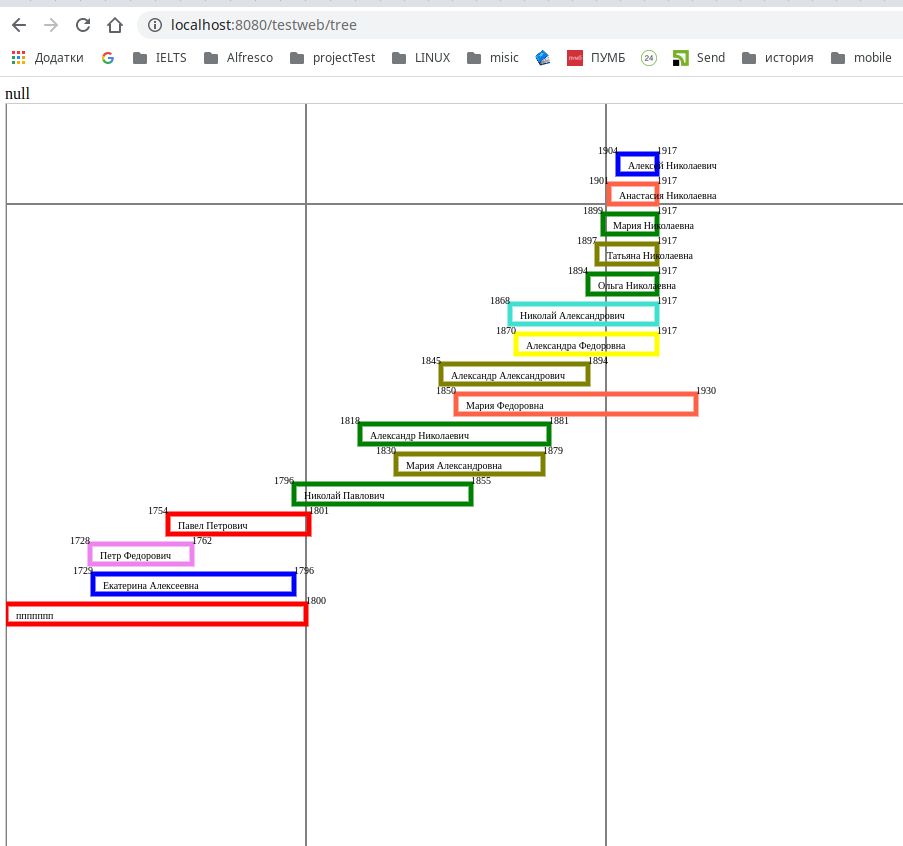 localhost:8080/testweb/tree
Додатки IELTS Alfresco projectTest LINUX misic пумб ПУМБ 24 Send история mobile
null
1904 1917
Алексей Николаевич
1901 1917
Анастасия Николаевна
1899 1917
Мария Николаевна
1897 1917
Татьяна Николаевна
1894 1917
Ольга Николаевна
1868 1917
Николай Александрович
1870 1917
Александра Федоровна
1845 1894
Александр Александрович
1850 1930
Мария Федоровна
1818 1881
Александр Николаевич
1830 1879
Мария Александровна
1796 1855
Николай Павлович
1754 1801
Павел Петрович
1728 1762
Петр Федорович
1729 1796
Екатерина Алексеевна
1800
ппппппп